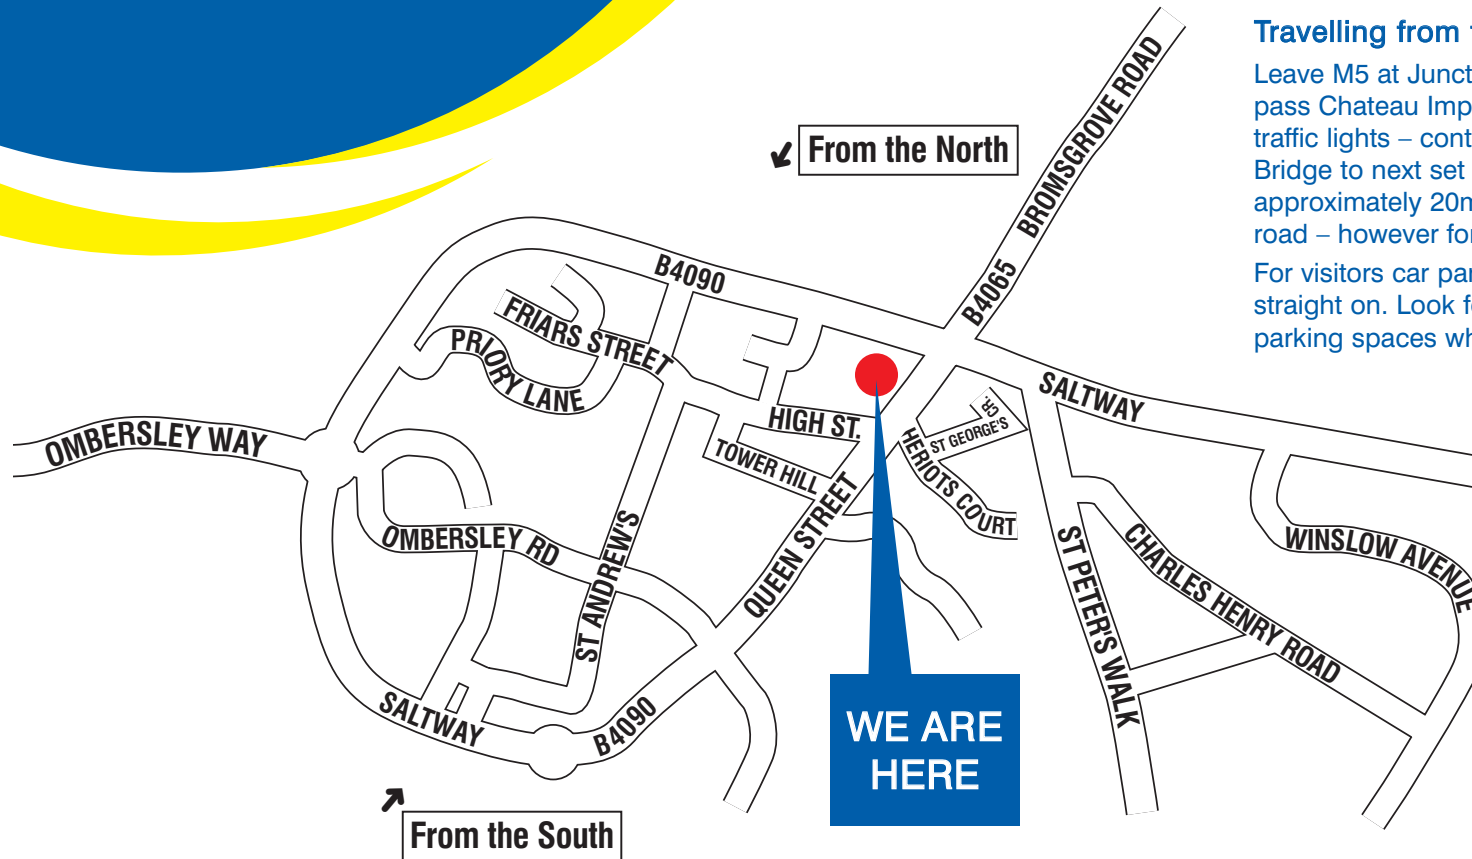 Travelling from
Leave M5 at Junct
pass Chateau Imp
traffic lights – cont
Bridge to next set
approximately 20m
road – however for
For visitors car par
straight on. Look f
parking spaces wh
From the North
BROMSGROVE ROAD
B4065
B4090
FRIARS STREET
PRIORY LANE
SALTWAY
HIGH ST.
ST GEORGE'S
CR.
HERIOTS COURT
TOWER HILL
OMBERSLEY WAY
QUEEN STREET
OMBERSLEY RD
ST ANDREW'S
ST PETER'S WALK
CHARLES HENRY ROAD
WINSLOW AVENUE
SALTWAY
B4090
WE ARE
HERE
From the South